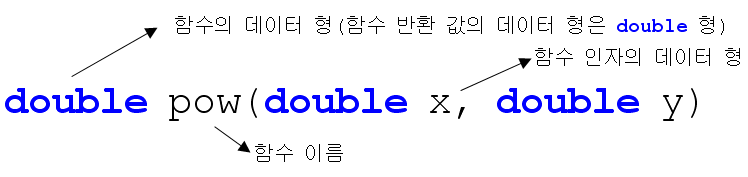 함수의 데이터 형(함수 반환 값의 데이터 형은 double 형)
함수 인자의 데이터 형
double pow(double x, double y)
함수 이름